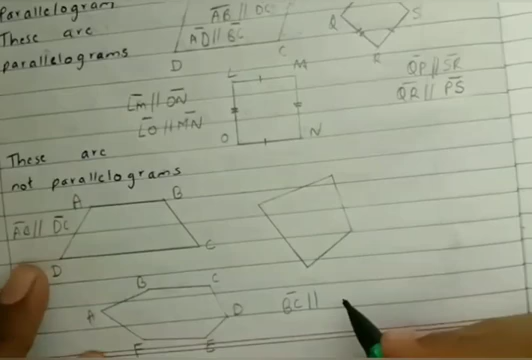 Parallelogram
These are
parallelograms
AB // DC
AD // BC
D
C
Q
S
R
QP // SR
QR // PS
LM // ON
LO // MN
L
M
O
N
These are
not parallelograms
AB // DC
A
B
C
D
A
B
C
D
E
F
BC //